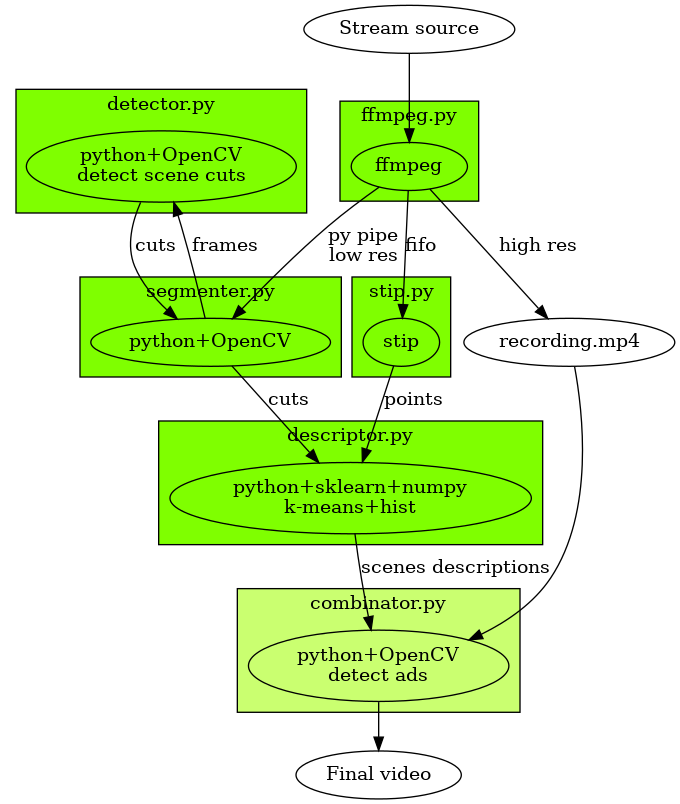 Stream source
detector.py
ffmpeg.py
python+OpenCV
detect scene cuts
ffmpeg
cuts
frames
py pipe
low res
fifo
high res
segmenter.py
stip.py
python+OpenCV
stip
recording.mp4
cuts
points
descriptor.py
python+sklearn+numpy
k-means+hist
scenes descriptions
combinator.py
python+OpenCV
detect ads
Final video